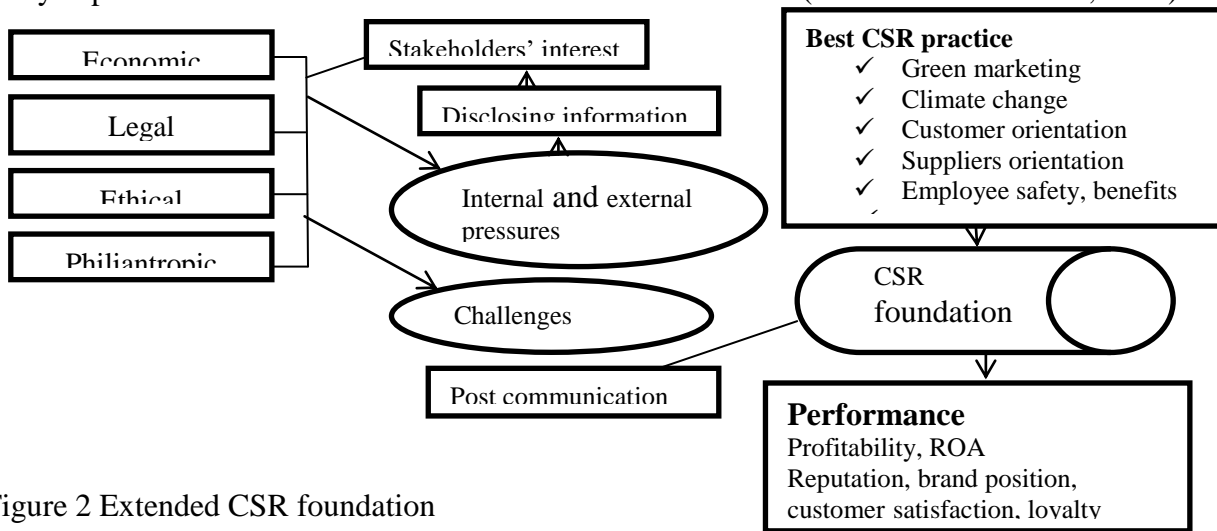 Economic
Legal
Ethical
Philiantropic
Stakeholders' interest
Disclosing information
Internal and external
pressures
Challenges
Post communication
Best CSR practice
✓ Green marketing
✓ Climate change
✓ Customer orientation
✓ Suppliers orientation
✓ Employee safety, benefits
CSR
foundation
Performance
Profitability, ROA
Reputation, brand position,
customer satisfaction, loyalty
Figure 2 Extended CSR foundation